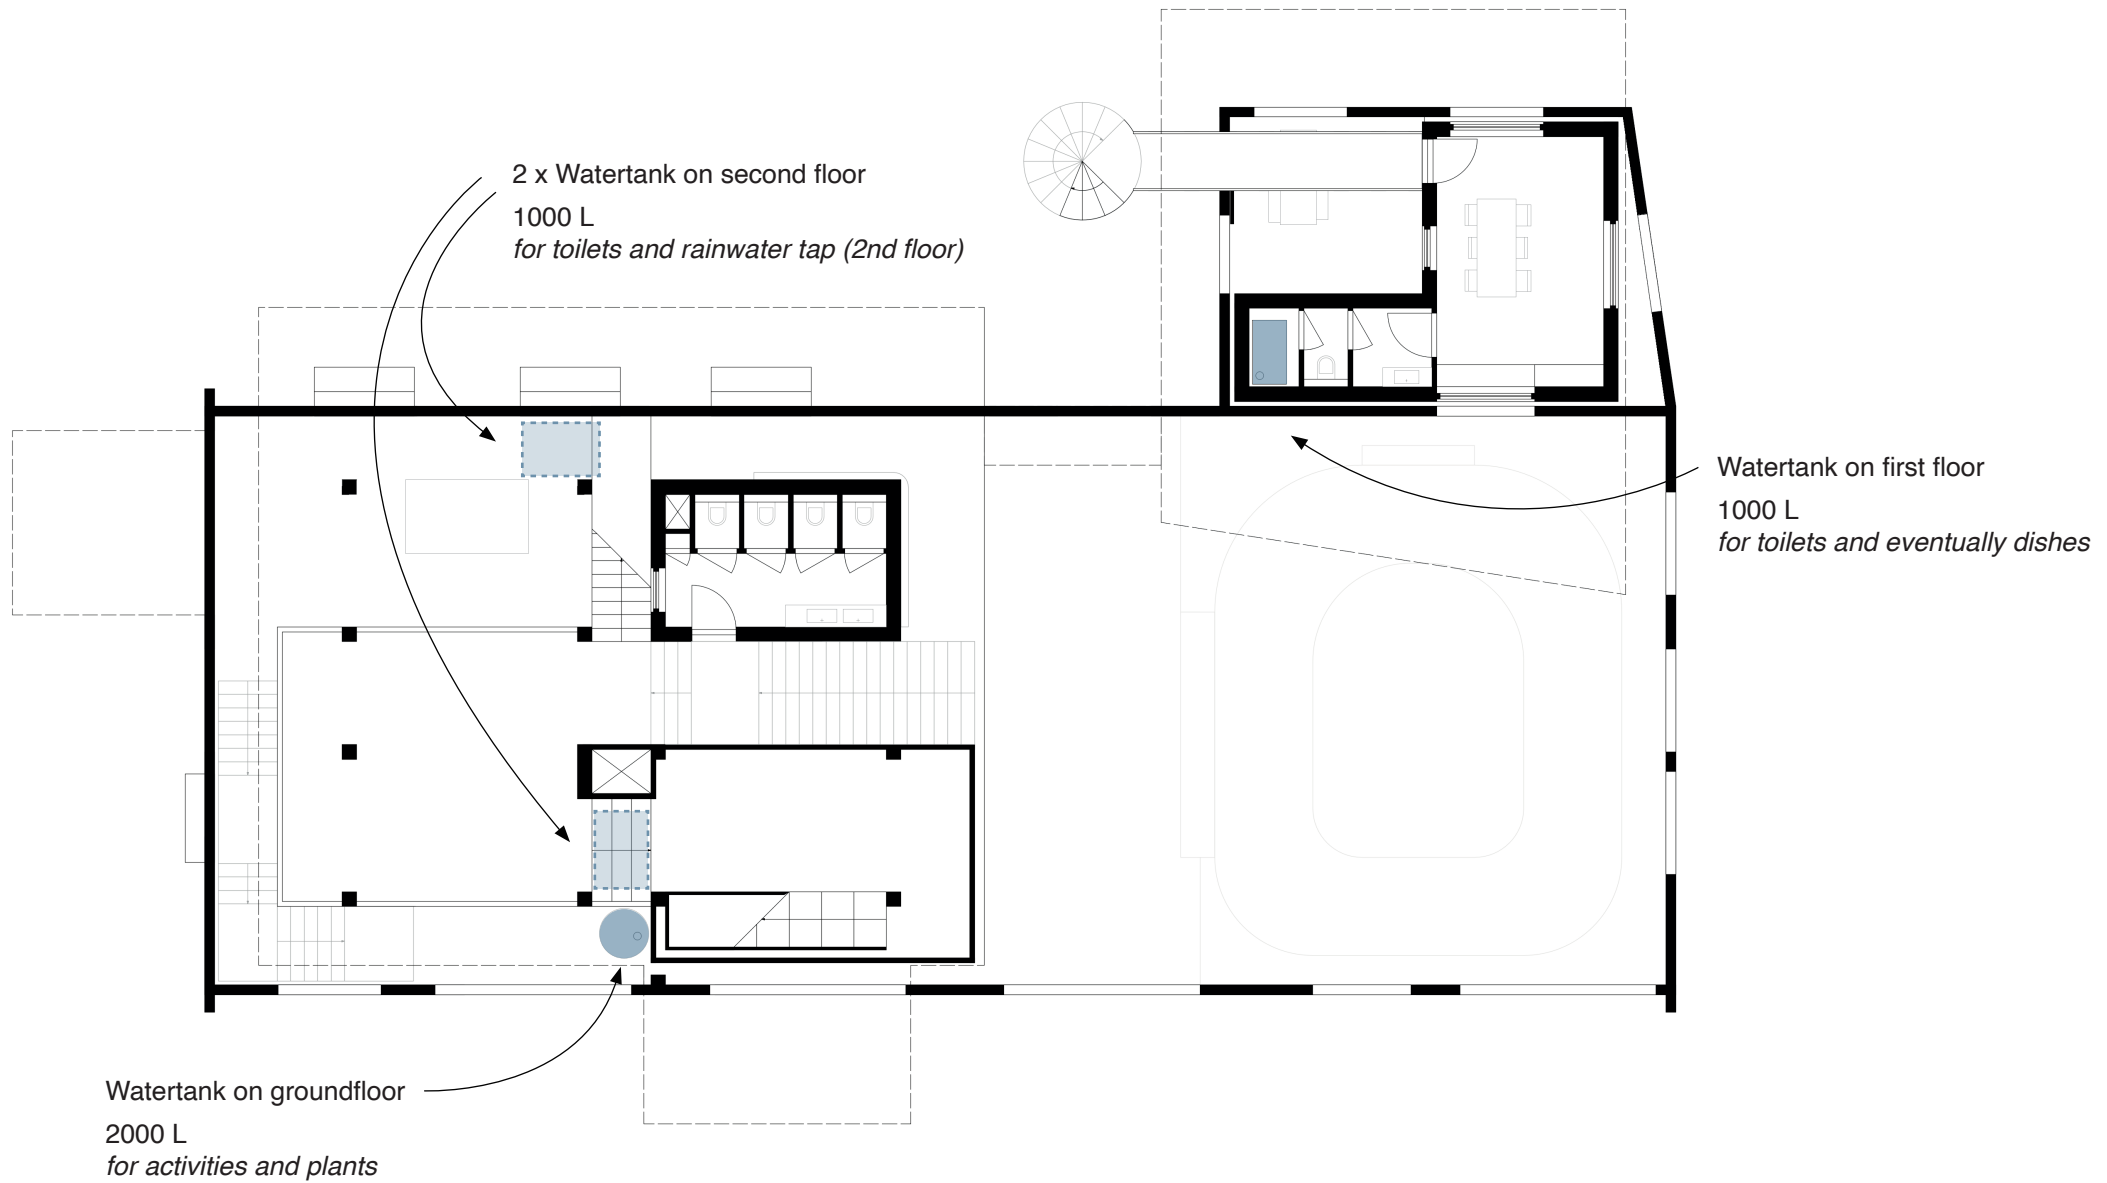 2 x Watertank on second floor
1000 L
for toilets and rainwater tap (2nd floor)
Watertank on first floor
1000 L
for toilets and eventually dishes
Watertank on groundfloor
2000 L
for activities and plants